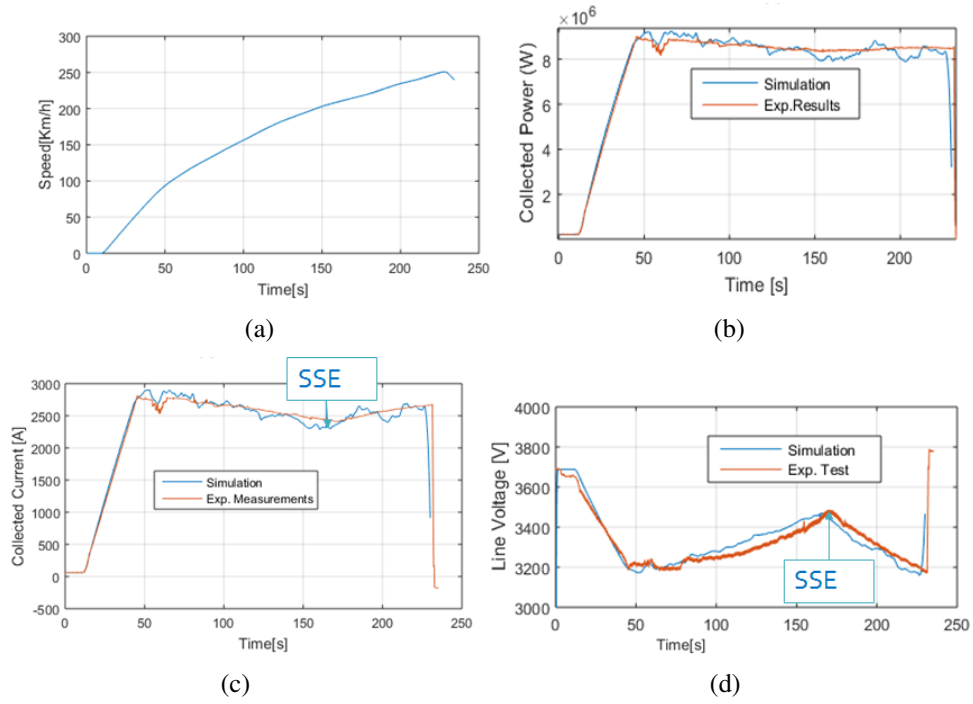 300
250
200
150
100
50
0
Speed[Km/h]
0 50 100 150 200 250
Time[s]
(a)
× 10⁶
8
6
4
2
Collected Power (W)
Simulation
Exp.Results
0 50 100 150 200
Time [s]
(b)
SSE
3000
2500
2000
1500
1000
500
0
-500
Collected Current [A]
Simulation
Exp. Measurements
0 50 100 150 200 250
Time[s]
(c)
4000
3800
3600
3400
3200
3000
Line Voltage [V]
Simulation
Exp. Test
SSE
0 50 100 150 200 250
Time[s]
(d)